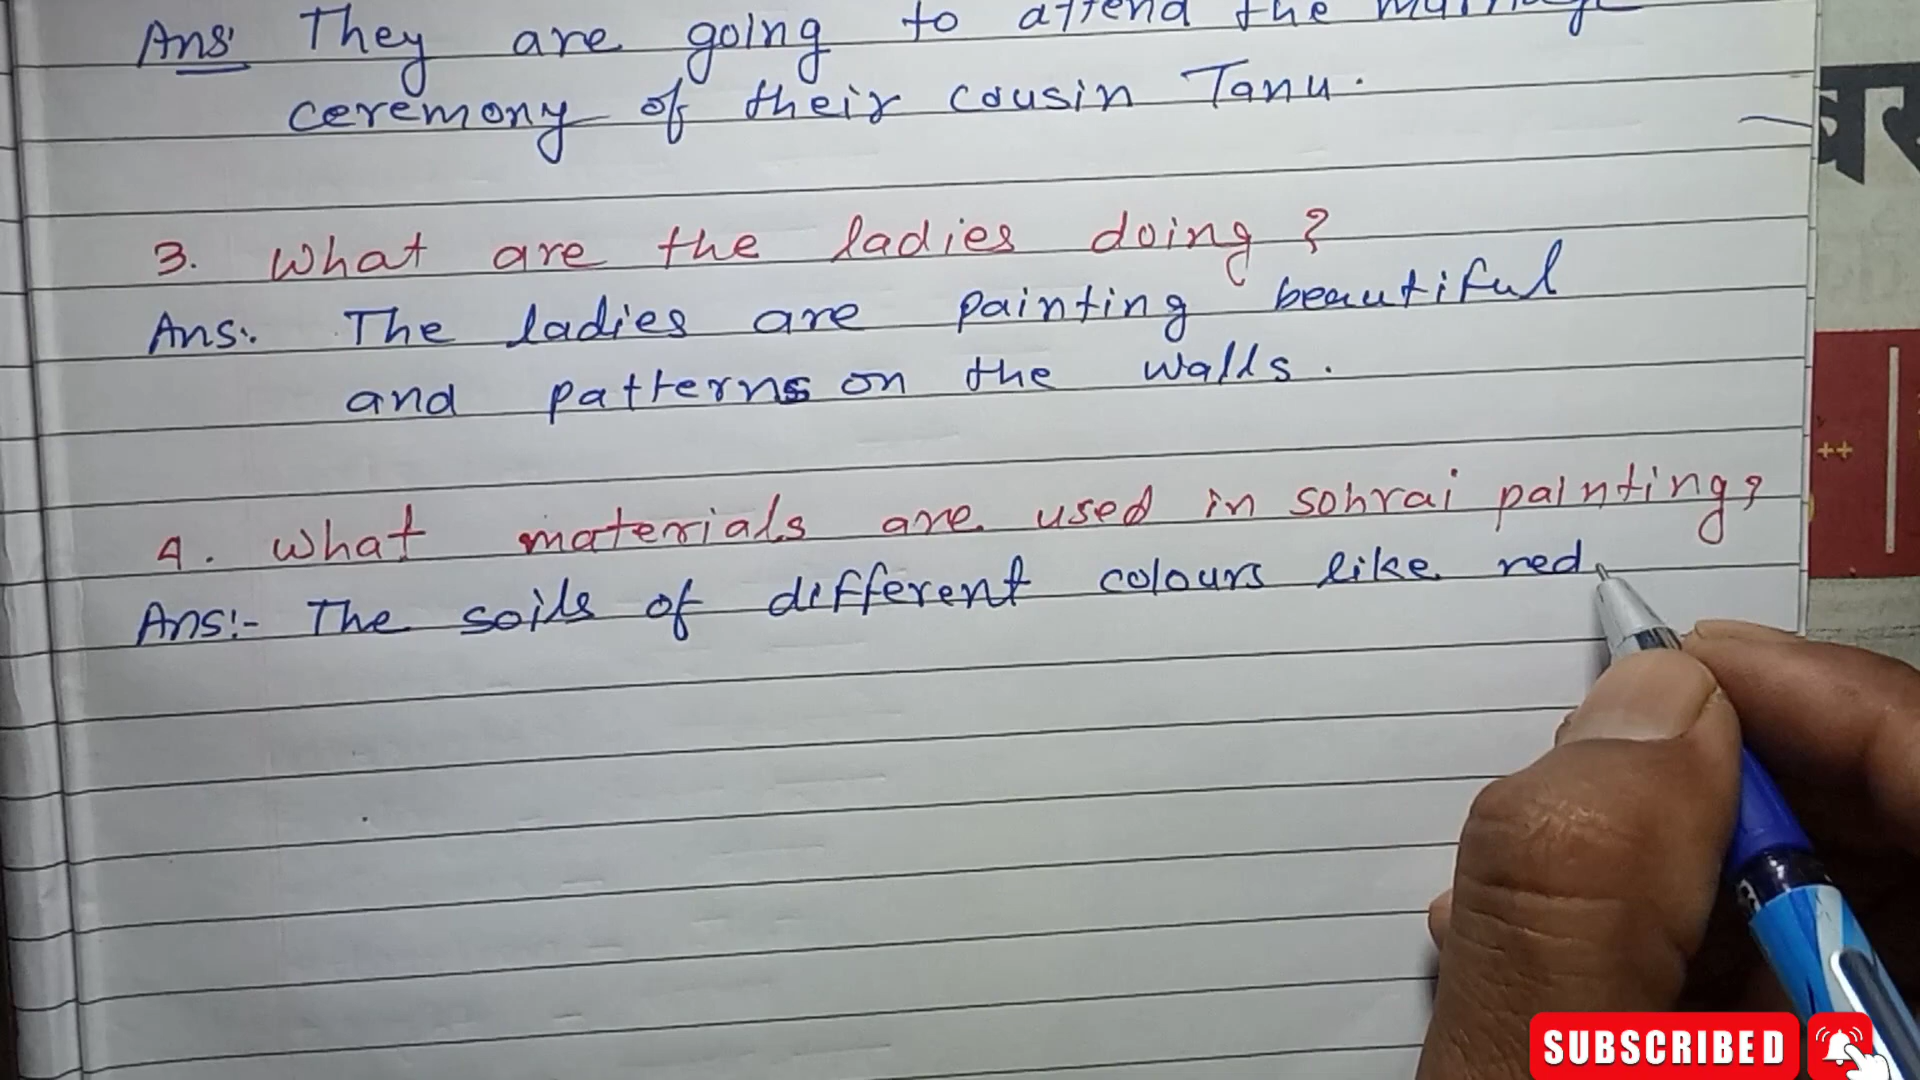 Ans: They are going to attend the
ceremony of their cousin Tanu.
3. What are the ladies doing?
Ans:. The ladies are painting beautiful
and patterns on the walls.
4. What materials are used in sohrai painting?
Ans:- The soils of different colours like red,
++
SUBSCRIBED